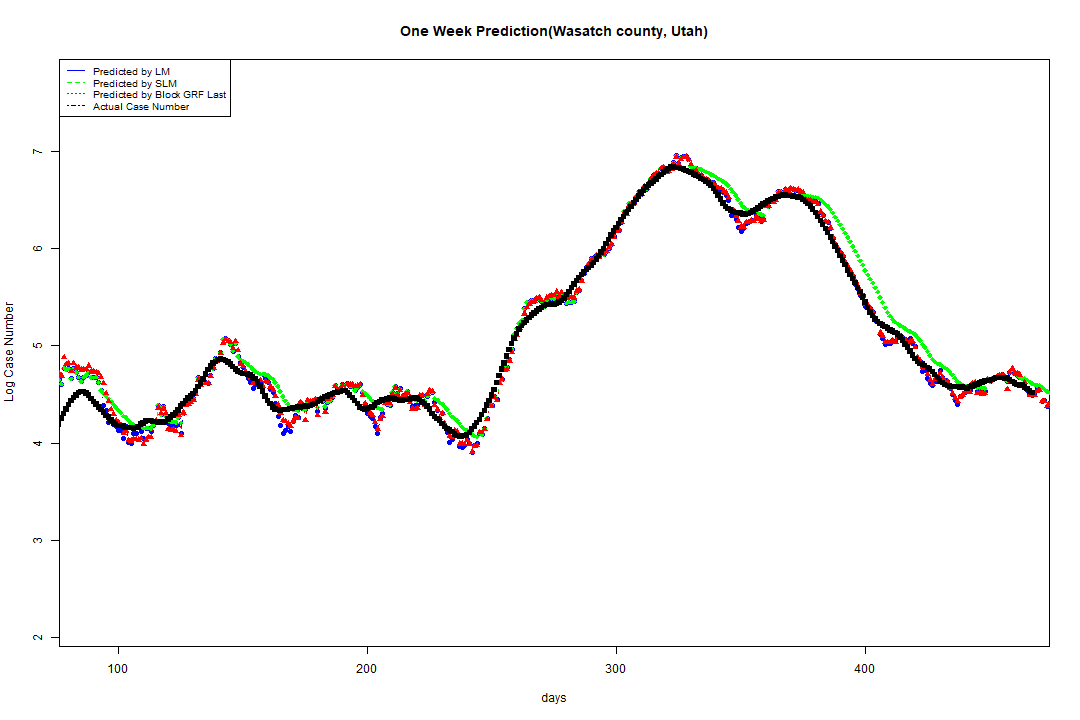 One Week Prediction(Wasatch county, Utah)
Predicted by LM
Predicted by SLM
Predicted by Block GRF Last
Actual Case Number
Log Case Number
7
6
5
4
3
2
100 200 300 400
days